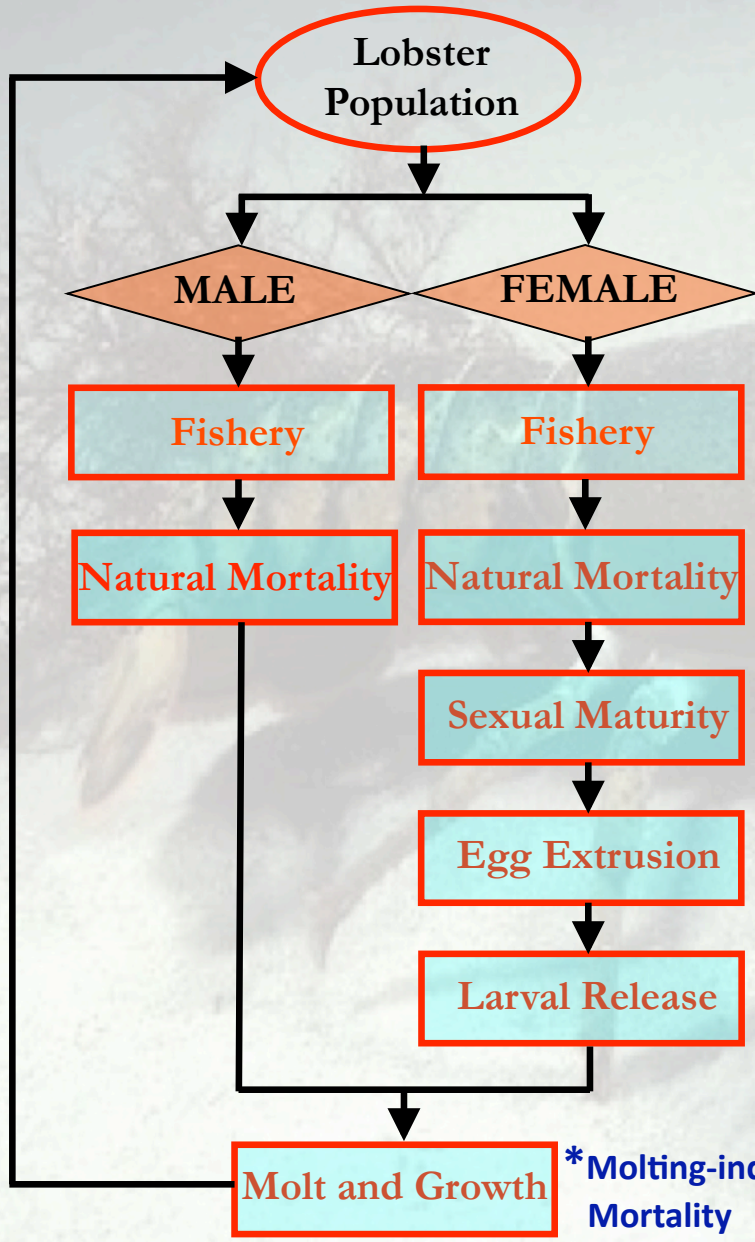 Lobster
Population
MALE
FEMALE
Fishery
Fishery
Natural Mortality
Natural Mortality
Sexual Maturity
Egg Extrusion
Larval Release
Molt and Growth
*Mortality